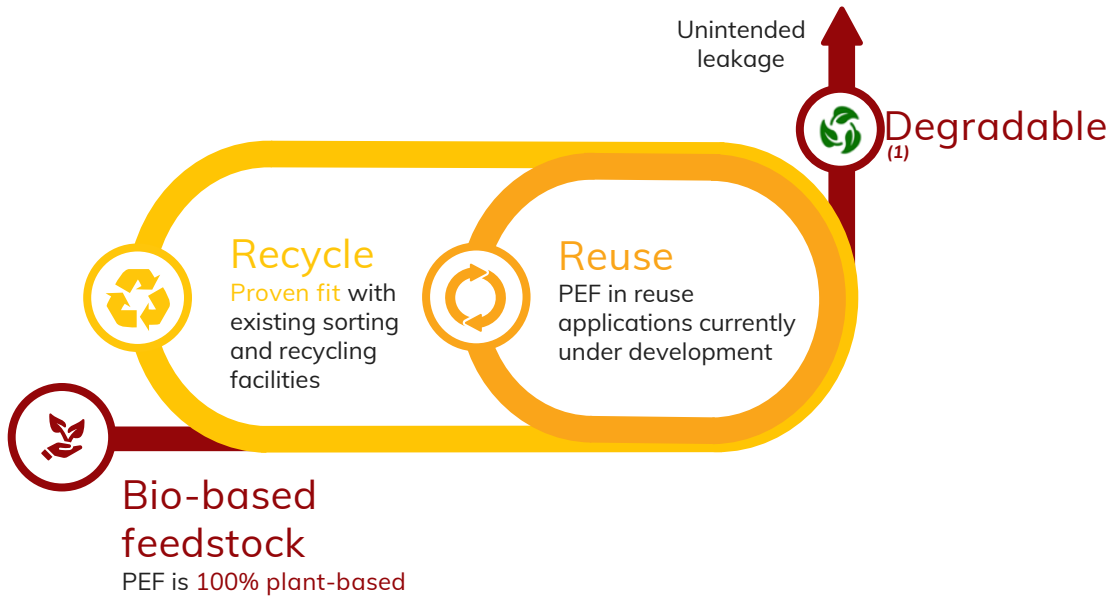 Unintended
leakage
Degradable
(1)
Recycle
Proven fit with
existing sorting
and recycling
facilities
Reuse
PEF in reuse
applications currently
under development
Bio-based
feedstock
PEF is 100% plant-based